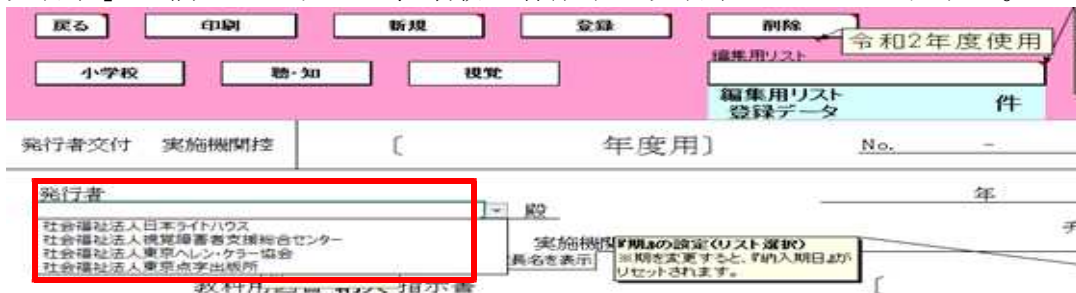 戻る 印刷 新規 登録 削除
令和2年度使用
編集用リスト
小学校 聴・知 視覚
編集用リスト
登録データ 件
発行者交付 実施機関控 〔 年度用〕 No. -
発行者 年
殿
社会福祉法人日本ライトハウス
社会福祉法人視覚障害者支援総合センター
社会福祉法人東京ヘレン・ケラー協会
社会福祉法人東京点字出版所
実施機関
長名を表示
『期』の設定(リスト選択)
※期を変更すると、『納入期日』が
リセットされます。
〔